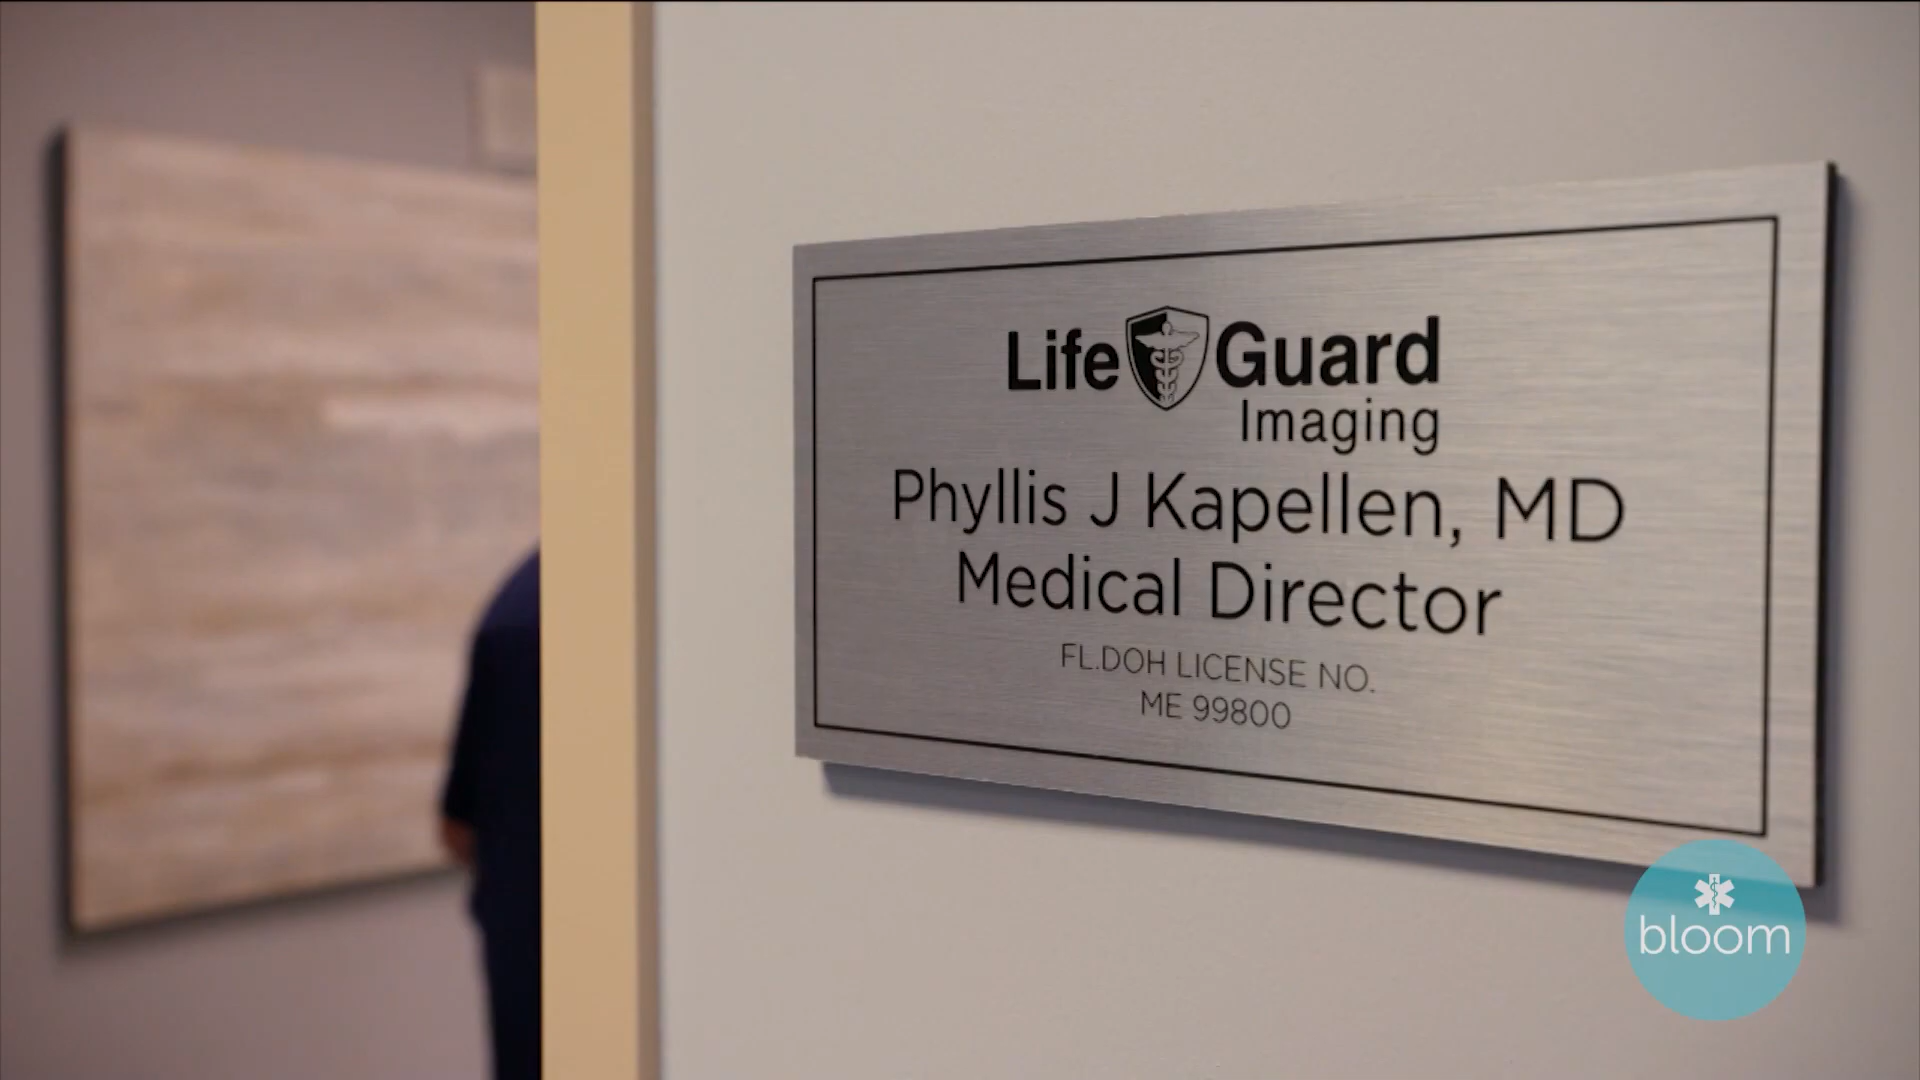 Life Guard
Imaging
Phyllis J Kapellen, MD
Medical Director
FL.DOH LICENSE NO.
ME 99800
bloom